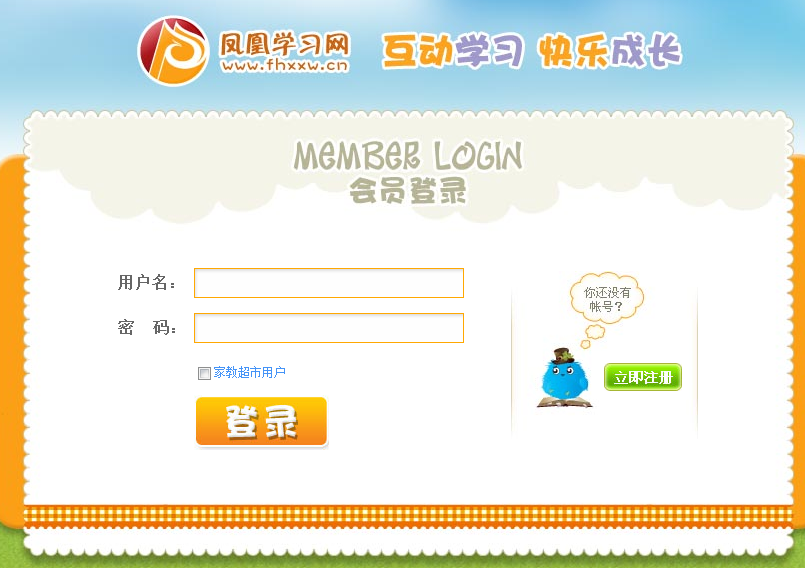 凤凰学习网
www.fhxxw.cn
互动学习 快乐成长
MEMBER LOGIN
会员登录
用户名：
密 码：
家教超市用户
登录
你还没有
帐号？
立即注册